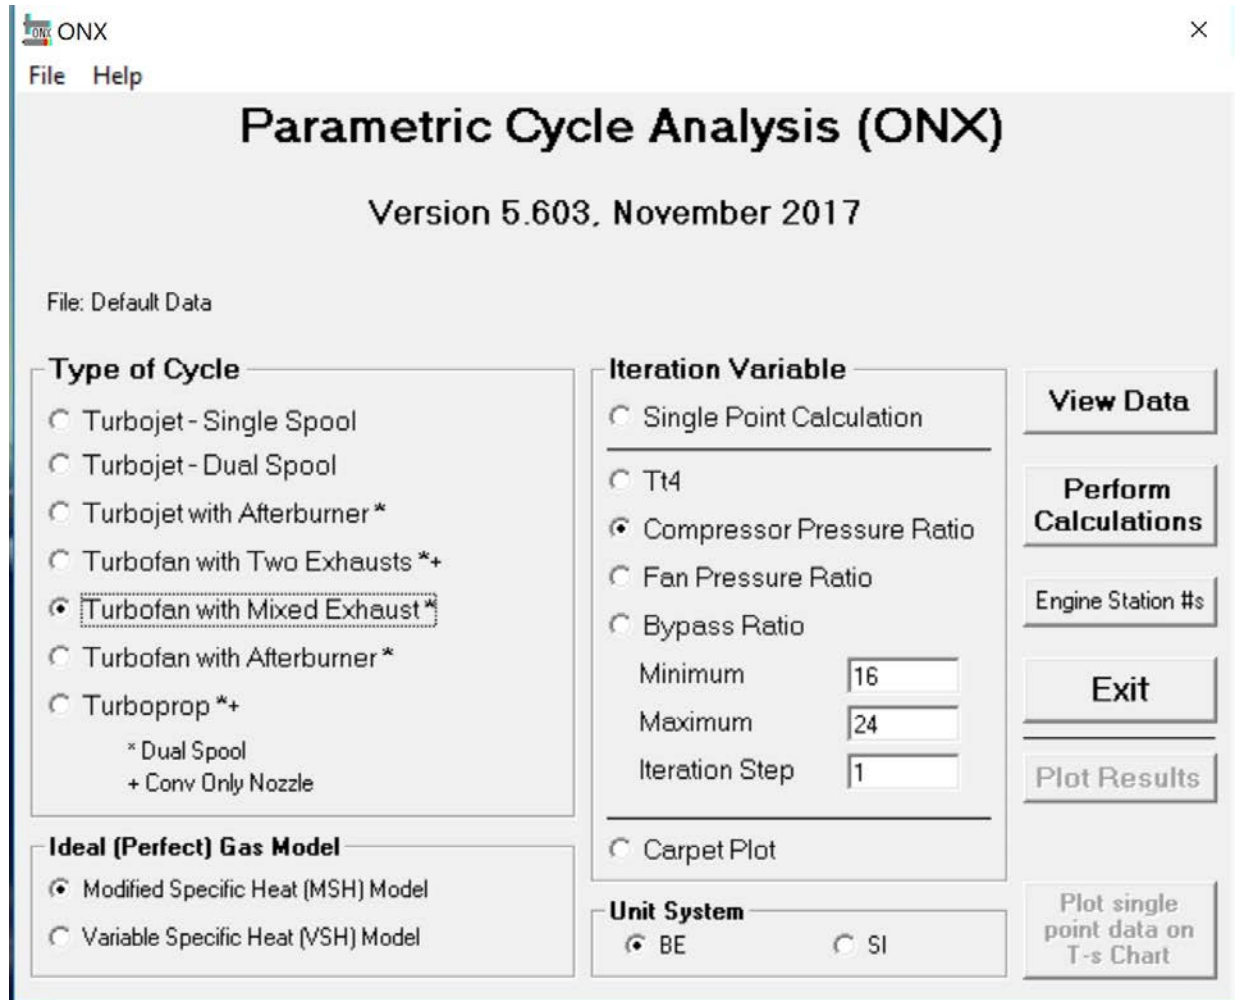 ONX
ONX
File Help
Parametric Cycle Analysis (ONX)
Version 5.603, November 2017
File: Default Data
Type of Cycle
Turbojet - Single Spool
Turbojet - Dual Spool
Turbojet with Afterburner *
Turbofan with Two Exhausts *+
Turbofan with Mixed Exhaust *
Turbofan with Afterburner *
Turboprop *+
* Dual Spool
+ Conv Only Nozzle
Ideal (Perfect) Gas Model
Modified Specific Heat (MSH) Model
Variable Specific Heat (VSH) Model
Iteration Variable
Single Point Calculation
Tt4
Compressor Pressure Ratio
Fan Pressure Ratio
Bypass Ratio
Minimum 16
Maximum 24
Iteration Step 1
Carpet Plot
Unit System
BE SI
View Data
Perform
Calculations
Engine Station #s
Exit
Plot Results
Plot single
point data on
T-s Chart